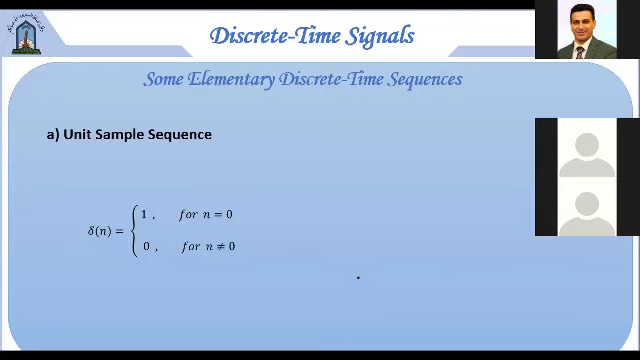 Discrete-Time Signals
Some Elementary Discrete-Time Sequences
a) Unit Sample Sequence
δ(n) = { 1 , for n = 0
0 , for n ≠ 0